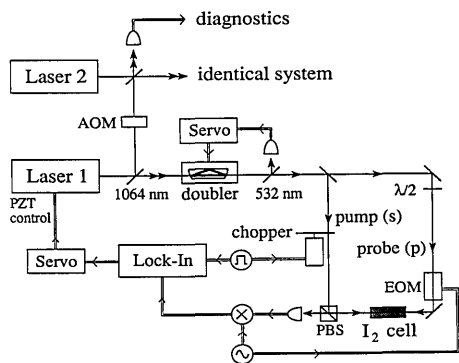 diagnostics
Laser 2
identical system
AOM
Servo
Laser 1
PZT
control
1064 nm
doubler
532 nm
λ/2
pump (s)
chopper
probe (p)
Servo
Lock-In
EOM
PBS
I₂ cell